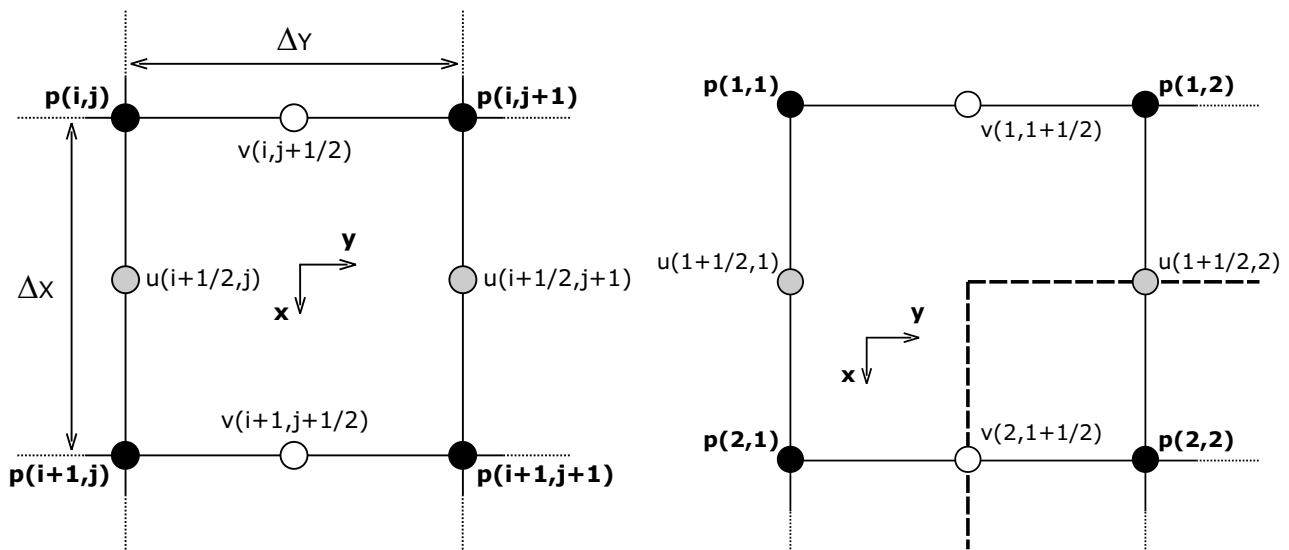 ΔY
p(i,j)
p(i,j+1)
v(i,j+1/2)
ΔX
u(i+1/2,j)
u(i+1/2,j+1)
y
x
v(i+1,j+1/2)
p(i+1,j)
p(i+1,j+1)
p(1,1)
p(1,2)
v(1,1+1/2)
u(1+1/2,1)
u(1+1/2,2)
y
x
v(2,1+1/2)
p(2,1)
p(2,2)